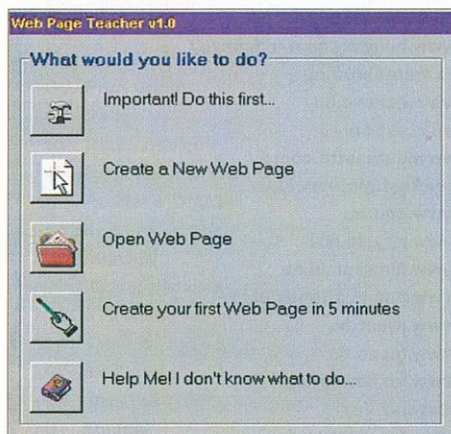 Web Page Teacher v1.0
What would you like to do?
Important! Do this first...
Create a New Web Page
Open Web Page
Create your first Web Page in 5 minutes
Help Me! I don't know what to do...